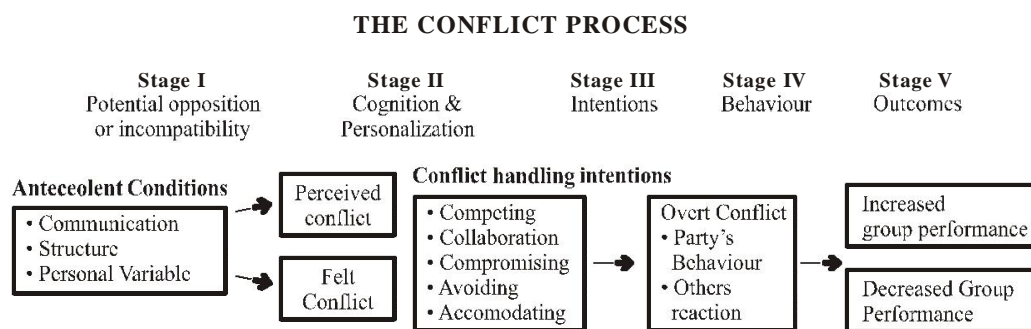 THE CONFLICT PROCESS
Stage I
Potential opposition
or incompatibility
Stage II
Cognition &
Personalization
Stage III
Intentions
Stage IV
Behaviour
Stage V
Outcomes
Anteceolent Conditions
• Communication
• Structure
• Personal Variable
Perceived
conflict
Felt
Conflict
Conflict handling intentions
• Competing
• Collaboration
• Compromising
• Avoiding
• Accomodating
Overt Conflict
• Party's
Behaviour
• Others
reaction
Increased
group performance
Decreased Group
Performance